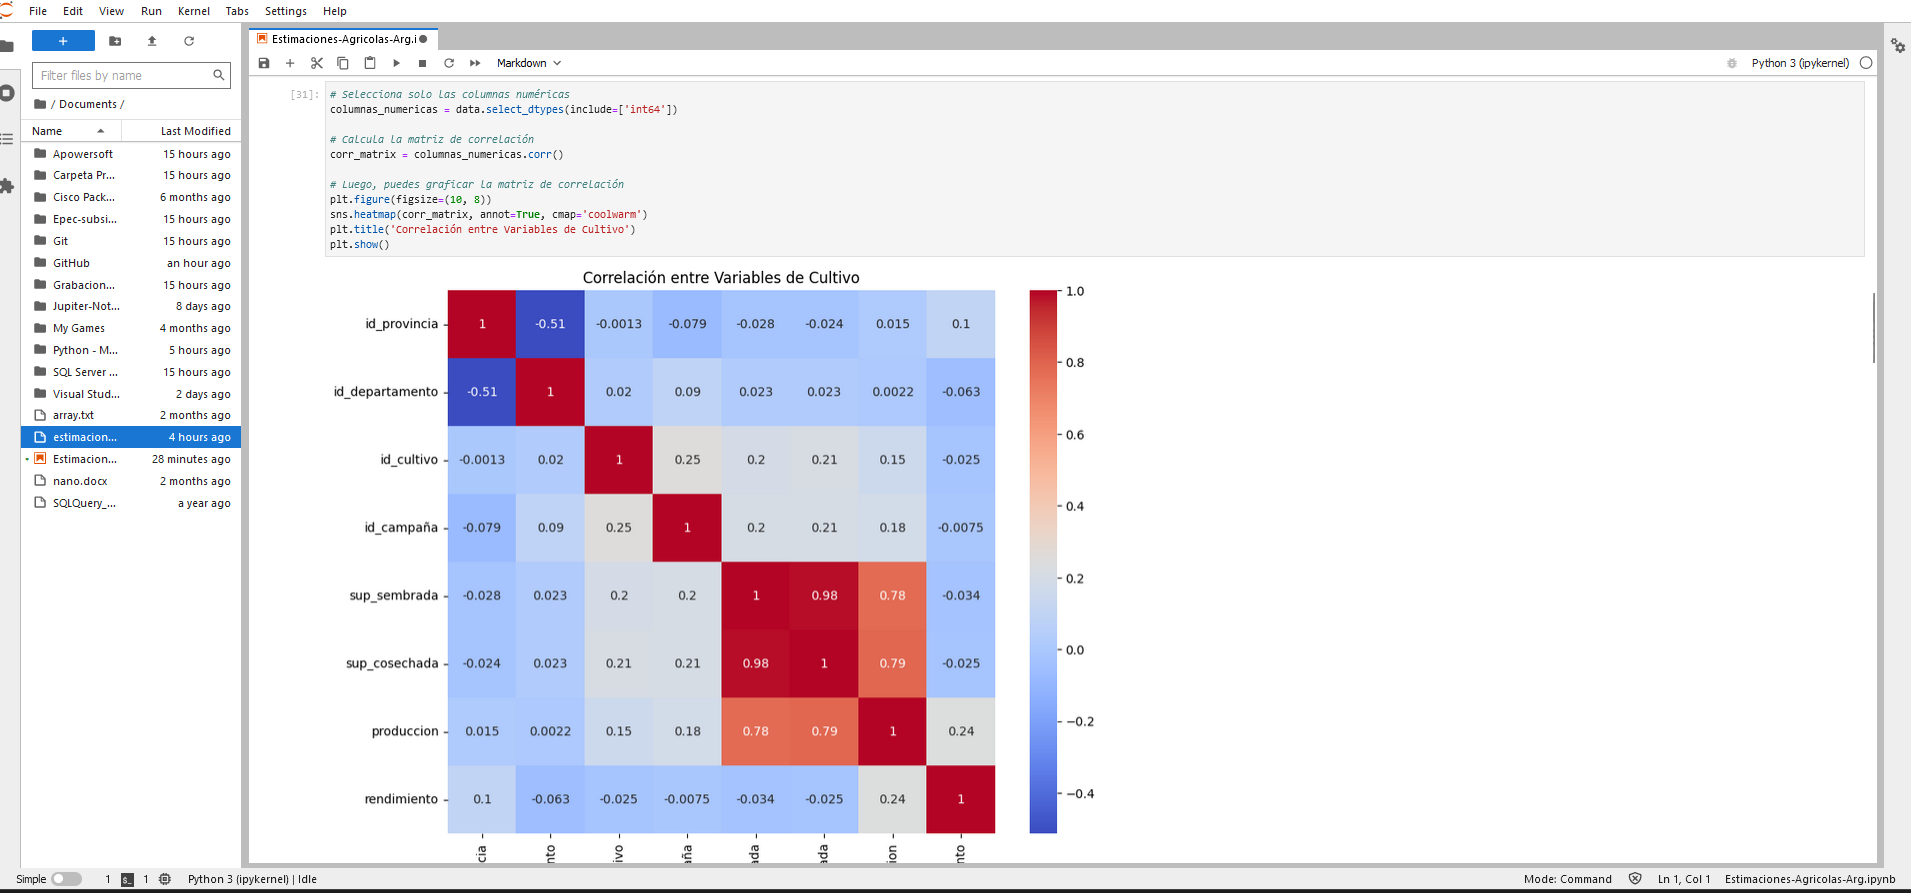 File Edit View Run Kernel Tabs Settings Help
Estimaciones-Agricolas-Arg.i
Filter files by name
Markdown
Python 3 (ipykernel)
/ Documents /
Name Last Modified
Apowersoft 15 hours ago
Carpeta Pr... 15 hours ago
Cisco Pack... 6 months ago
Epec-subsi... 15 hours ago
Git 15 hours ago
GitHub an hour ago
Grabacion... 15 hours ago
Jupiter-Not... 8 days ago
My Games 4 months ago
Python - M... 5 hours ago
SQL Server ... 15 hours ago
Visual Stud... 2 days ago
array.txt 2 months ago
estimacion... 4 hours ago
Estimacion... 28 minutes ago
nano.docx 2 months ago
SQLQuery_... a year ago
[31]:
# Selecciona solo las columnas numéricas
columnas_numericas = data.select_dtypes(include=['int64'])
# Calcula la matriz de correlación
corr_matrix = columnas_numericas.corr()
# Luego, puedes graficar la matriz de correlación
plt.figure(figsize=(10, 8))
sns.heatmap(corr_matrix, annot=True, cmap='coolwarm')
plt.title('Correlación entre Variables de Cultivo')
plt.show()
Correlación entre Variables de Cultivo
id_provincia 1 -0.51 -0.0013 -0.079 -0.028 -0.024 0.015 0.1
id_departamento -0.51 1 0.02 0.09 0.023 0.023 0.0022 -0.063
id_cultivo -0.0013 0.02 1 0.25 0.2 0.21 0.15 -0.025
id_campaña -0.079 0.09 0.25 1 0.2 0.21 0.18 -0.0075
sup_sembrada -0.028 0.023 0.2 0.2 1 0.98 0.78 -0.034
sup_cosechada -0.024 0.023 0.21 0.21 0.98 1 0.79 -0.025
produccion 0.015 0.0022 0.15 0.18 0.78 0.79 1 0.24
rendimiento 0.1 -0.063 -0.025 -0.0075 -0.034 -0.025 0.24 1
cia nto ivo aña ada ada ion nto
1.0
0.8
0.6
0.4
0.2
0.0
−0.2
−0.4
Simple 1 1 Python 3 (ipykernel) | Idle
Mode: Command Ln 1, Col 1 Estimaciones-Agricolas-Arg.ipynb